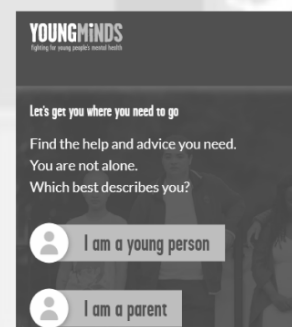 YOUNGMiNDS
fighting for young people's mental health
Let's get you where you need to go
Find the help and advice you need.
You are not alone.
Which best describes you?
I am a young person
I am a parent